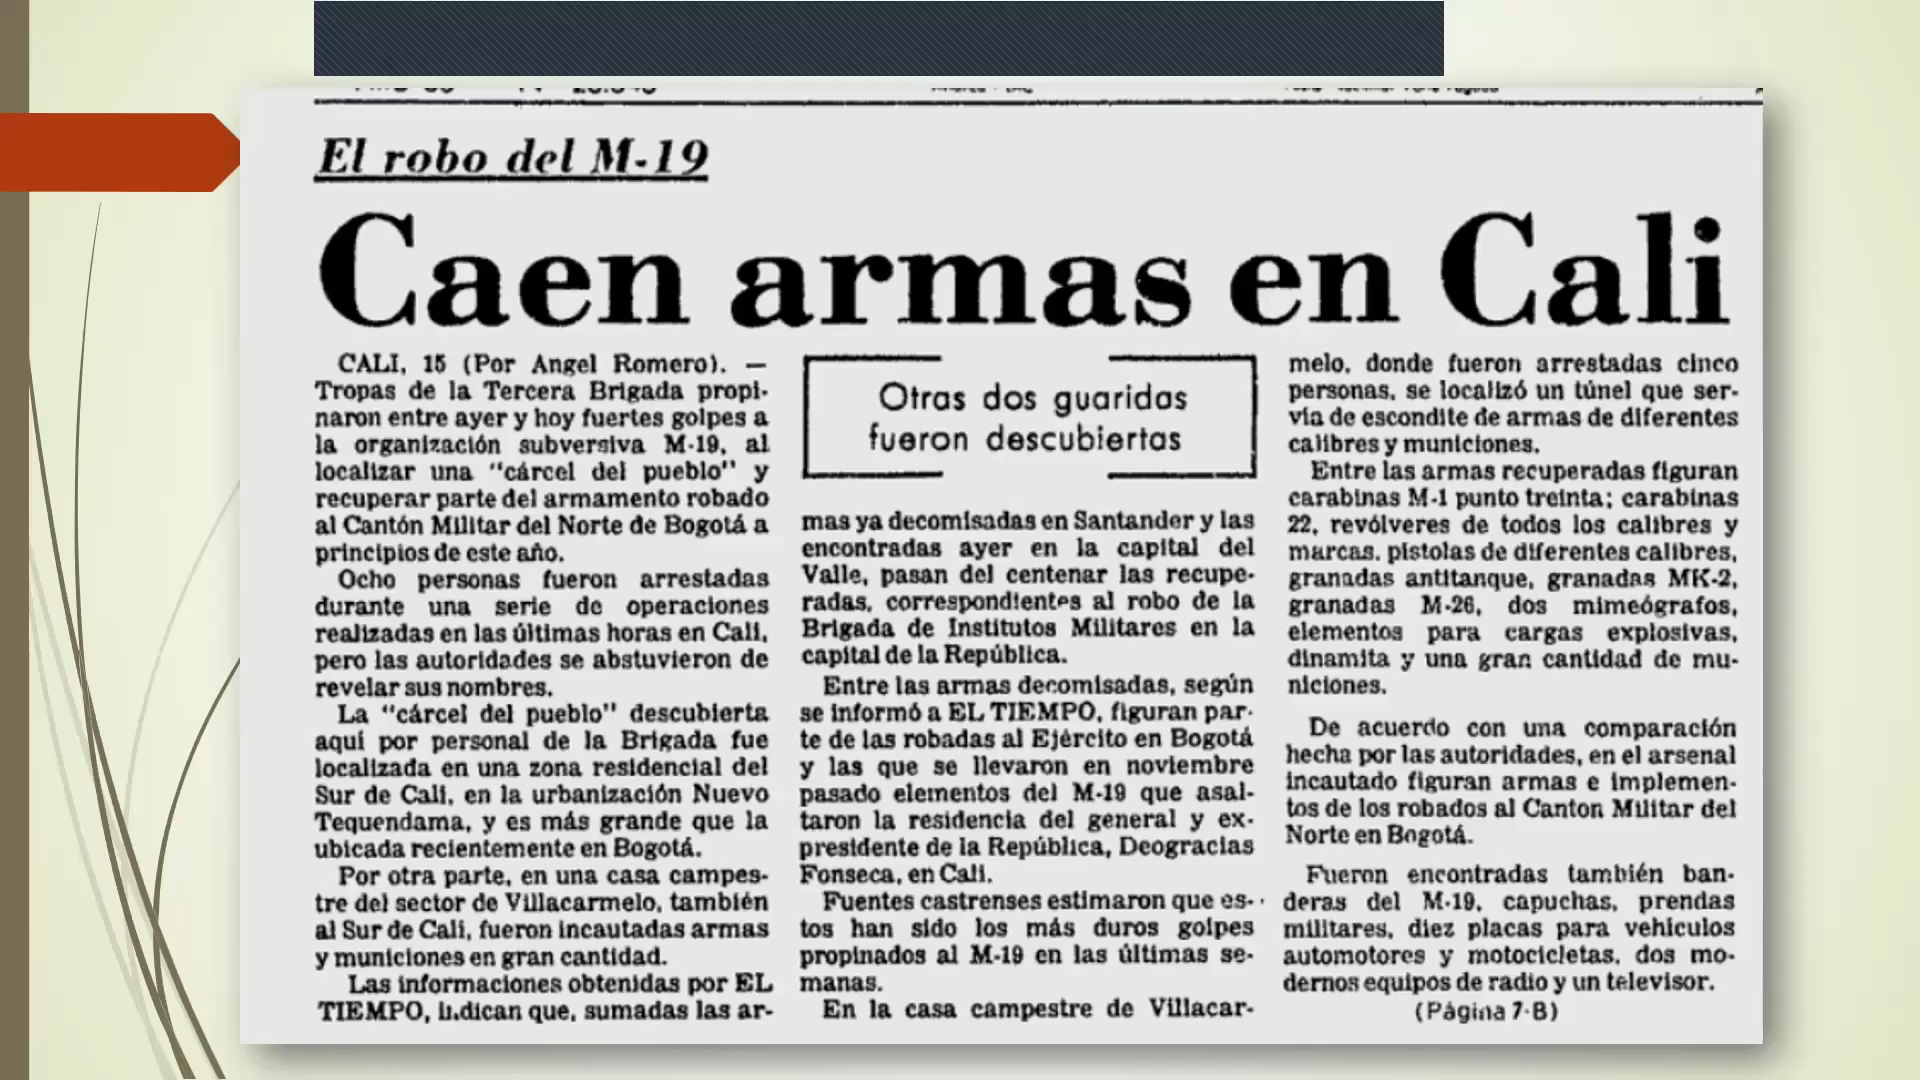 El robo del M-19
Caen armas en Cali
CALI, 15 (Por Angel Romero). —
Tropas de la Tercera Brigada propi-
naron entre ayer y hoy fuertes golpes a
la organización subversiva M-19, al
localizar una "cárcel del pueblo" y
recuperar parte del armamento robado
al Cantón Militar del Norte de Bogotá a
principios de este año.
Ocho personas fueron arrestadas
durante una serie de operaciones
realizadas en las últimas horas en Cali,
pero las autoridades se abstuvieron de
revelar sus nombres.
La "cárcel del pueblo" descubierta
aquí por personal de la Brigada fue
localizada en una zona residencial del
Sur de Cali, en la urbanización Nuevo
Tequendama, y es más grande que la
ubicada recientemente en Bogotá.
Por otra parte, en una casa campes-
tre del sector de Villacarmelo, también
al Sur de Cali, fueron incautadas armas
y municiones en gran cantidad.
Las informaciones obtenidas por EL
TIEMPO, indican que, sumadas las ar-
Otras dos guaridas
fueron descubiertas
mas ya decomisadas en Santander y las
encontradas ayer en la capital del
Valle, pasan del centenar las recupe-
radas, correspondientes al robo de la
Brigada de Institutos Militares en la
capital de la República.
Entre las armas decomisadas, según
se informó a EL TIEMPO, figuran par-
te de las robadas al Ejército en Bogotá
y las que se llevaron en noviembre
pasado elementos del M-19 que asal-
taron la residencia del general y ex-
presidente de la República, Deogracias
Fonseca, en Cali.
Fuentes castrenses estimaron que es-
tos han sido los más duros golpes
propinados al M-19 en las últimas se-
manas.
En la casa campestre de Villacar-
melo, donde fueron arrestadas cinco
personas, se localizó un túnel que ser-
vía de escondite de armas de diferentes
calibres y municiones.
Entre las armas recuperadas figuran
carabinas M-1 punto treinta; carabinas
22, revólveres de todos los calibres y
marcas, pistolas de diferentes calibres,
granadas antitanque, granadas MK-2,
granadas M-26, dos mimeógrafos,
elementos para cargas explosivas,
dinamita y una gran cantidad de mu-
niciones.
De acuerdo con una comparación
hecha por las autoridades, en el arsenal
incautado figuran armas e implemen-
tos de los robados al Canton Militar del
Norte en Bogotá.
Fueron encontradas también ban-
deras del M-19, capuchas, prendas
militares, diez placas para vehículos
automotores y motocicletas, dos mo-
dernos equipos de radio y un televisor.
(Página 7-B)